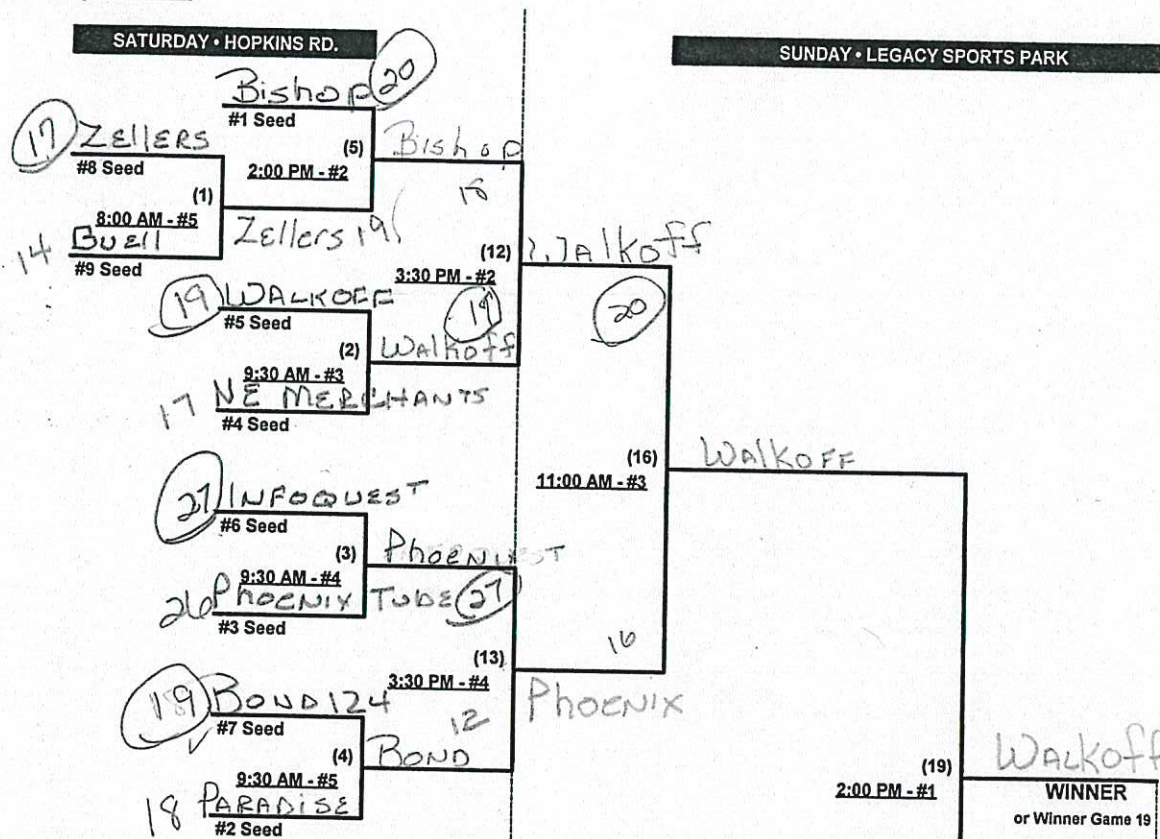 SATURDAY • HOPKINS RD.
SUNDAY • LEGACY SPORTS PARK
Bishop 20
#1 Seed
17 ZELLERS
#8 Seed
(5)
2:00 PM - #2
Bishop
18
(1)
8:00 AM - #5
14 BUELL
#9 Seed
Zellers 19
(12)
3:30 PM - #2
Walkoff
20
19 WALKOFF
#5 Seed
(2)
9:30 AM - #3
Walkoff
17 NE MERCHANTS
#4 Seed
(16)
11:00 AM - #3
WALKOFF
27 INFOQUEST
#6 Seed
(3)
9:30 AM - #4
Phoenix
26 PHOENIX TUBE 27
#3 Seed
(13)
3:30 PM - #4
16
PHOENIX
19 BOND 124
#7 Seed
12
(4)
9:30 AM - #5
BOND
18 PARADISE
#2 Seed
(19)
2:00 PM - #1
WALKOFF
WINNER
or Winner Game 19